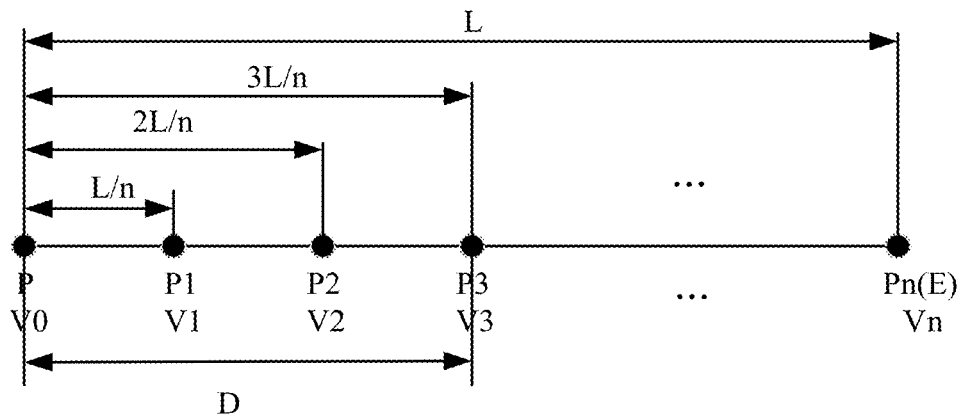 L
3L/n
2L/n
L/n
...
P P1 P2 P3 ... Pn(E)
V0 V1 V2 V3 Vn
D